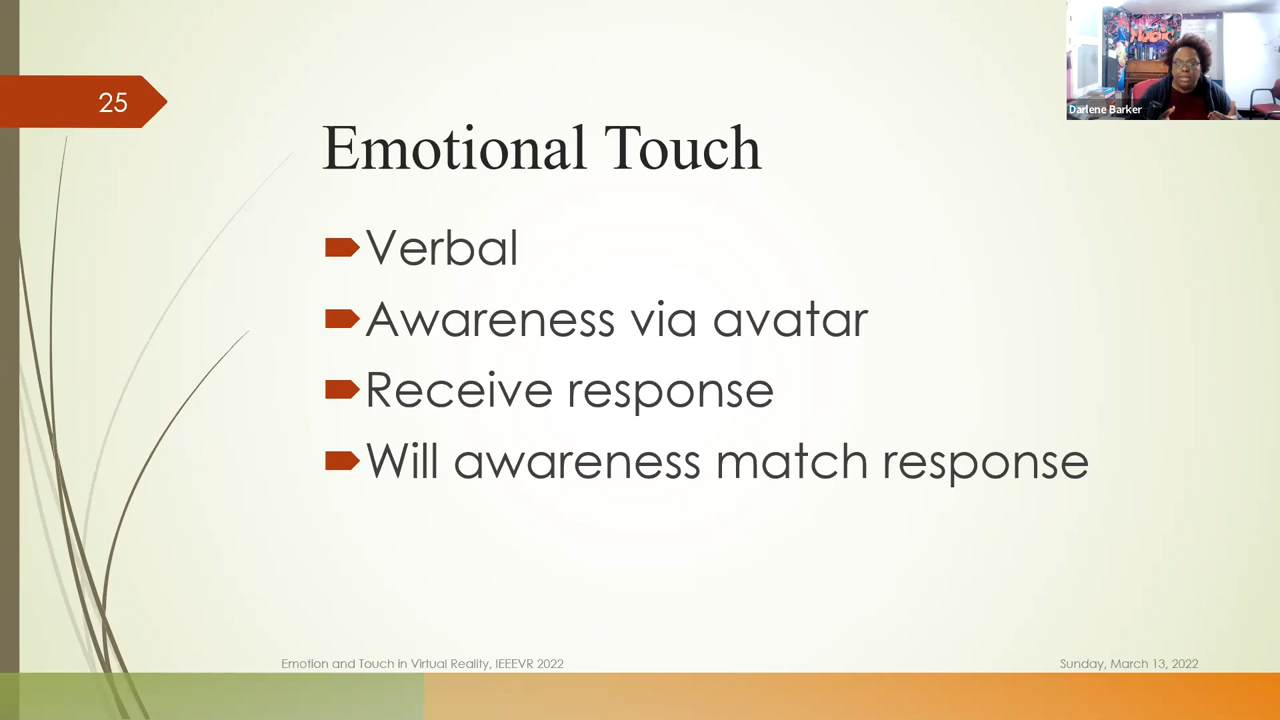 25
Darlene Barker
Emotional Touch
Verbal
Awareness via avatar
Receive response
Will awareness match response
Emotion and Touch in Virtual Reality, IEEEVR 2022
Sunday, March 13, 2022